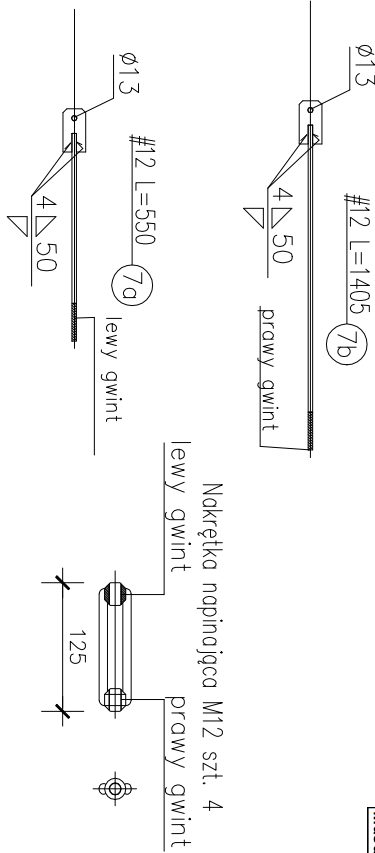 ø13
#12 L=1405
7b
4 50
prawy gwint
ø13
#12 L=550
7a
4 50
lewy gwint
Nakrętka napinająca M12 szt. 4
lewy gwint
prawy gwint
125